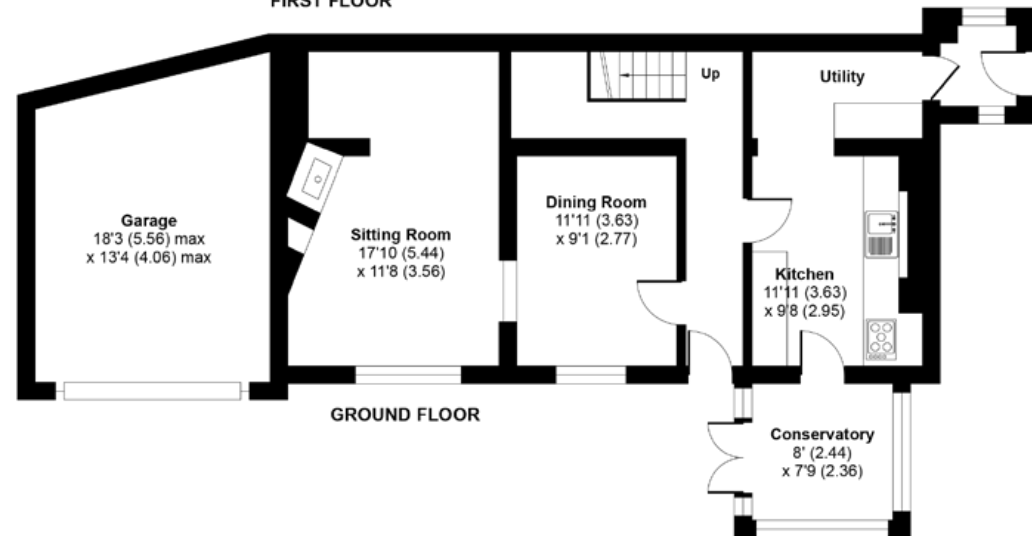 FIRST FLOOR
Up
Utility
Garage
18'3 (5.56) max
x 13'4 (4.06) max
Sitting Room
17'10 (5.44)
x 11'8 (3.56)
Dining Room
11'11 (3.63)
x 9'1 (2.77)
Kitchen
11'11 (3.63)
x 9'8 (2.95)
GROUND FLOOR
Conservatory
8' (2.44)
x 7'9 (2.36)